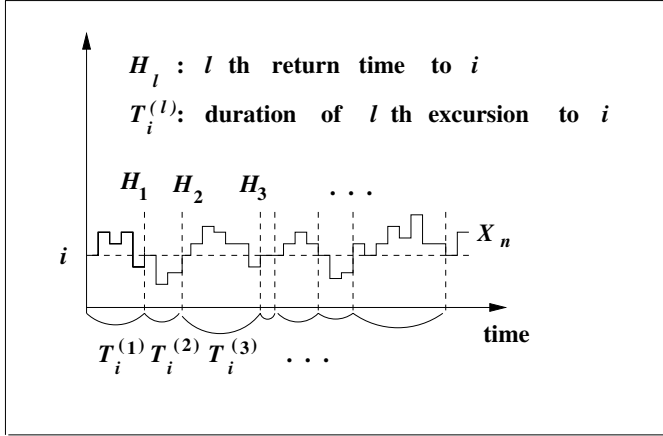 H_l : l th return time to i
T_i^(l): duration of l th excursion to i
H_1 H_2 H_3 . . .
X_n
i
time
T_i^(1) T_i^(2) T_i^(3) . . .